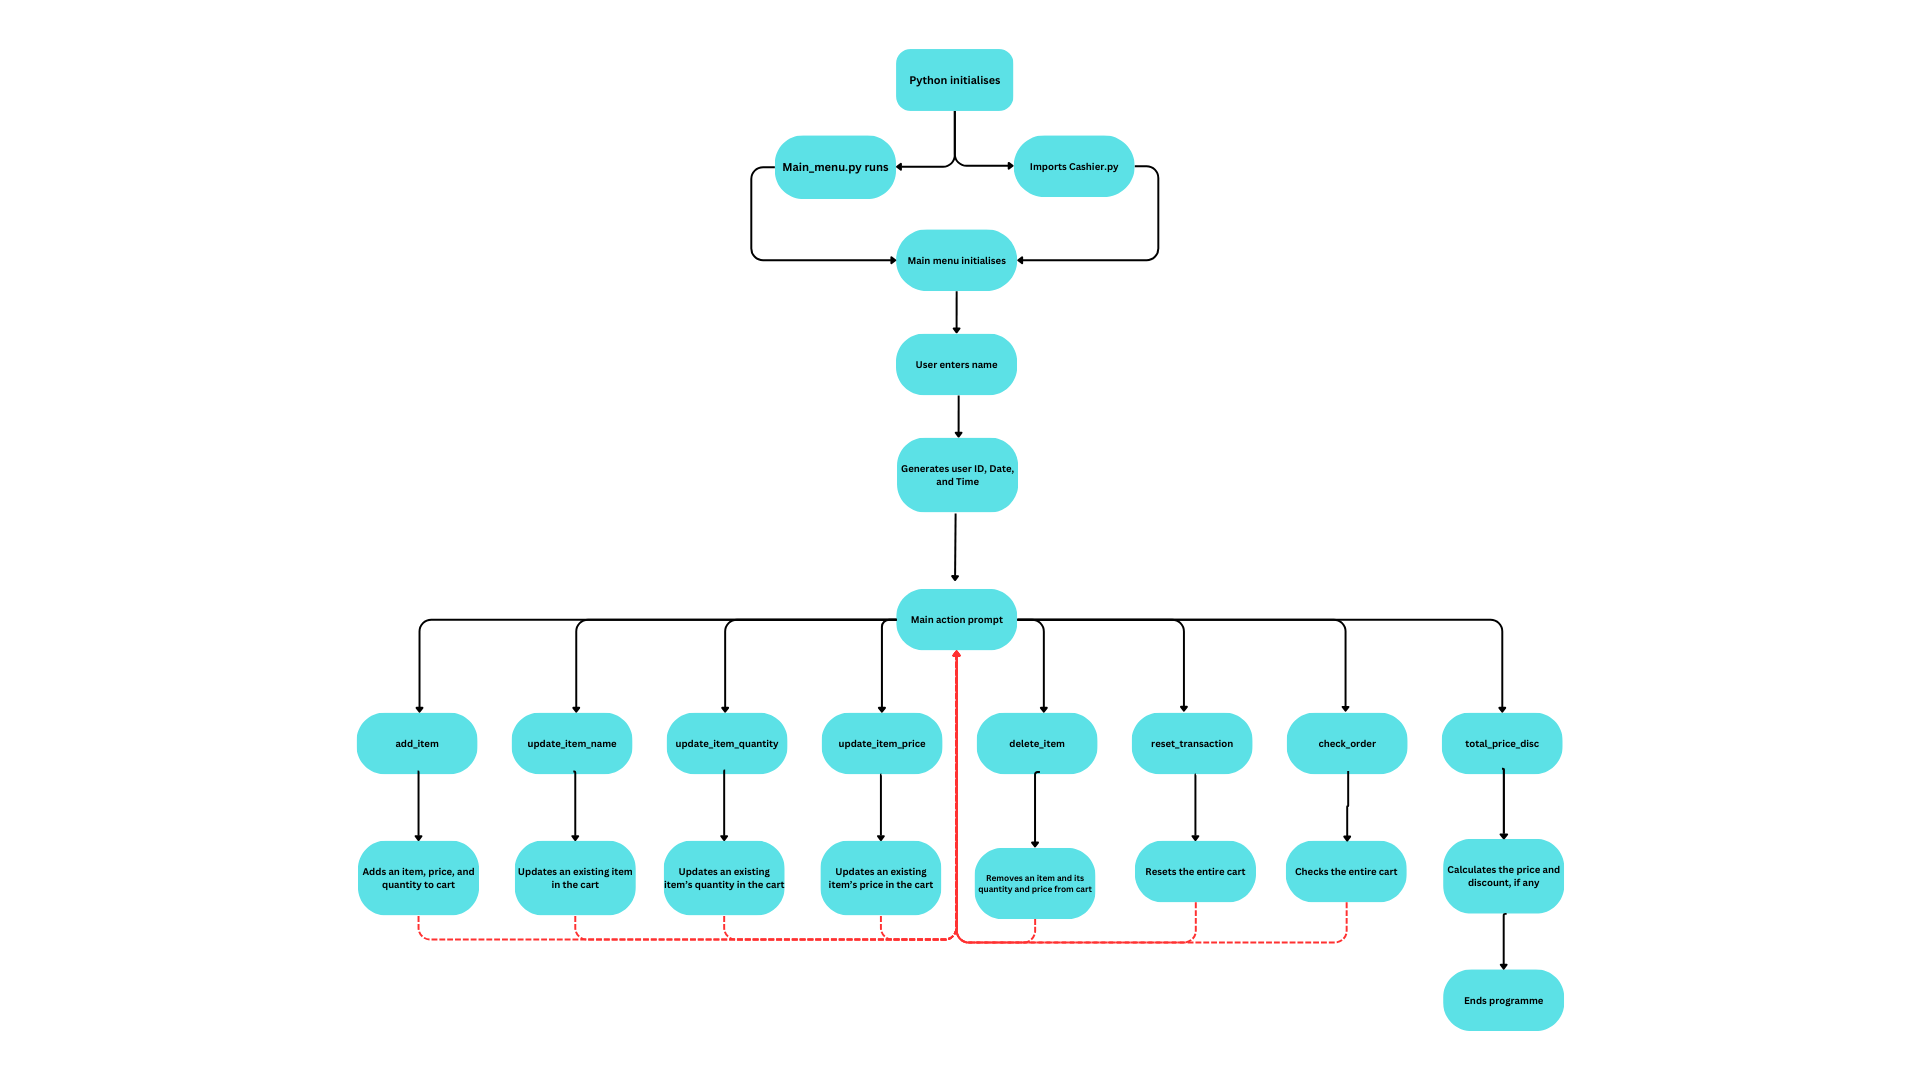 Python initialises
Main_menu.py runs
Imports Cashier.py
Main menu initialises
User enters name
Generates user ID, Date,
and Time
Main action prompt
add_item
update_item_name
update_item_quantity
update_item_price
delete_item
reset_transaction
check_order
total_price_disc
Adds an item, price, and
quantity to cart
Updates an existing item
in the cart
Updates an existing
item's quantity in the cart
Updates an existing
item's price in the cart
Removes an item and its
quantity and price from cart
Resets the entire cart
Checks the entire cart
Calculates the price and
discount, if any
Ends programme